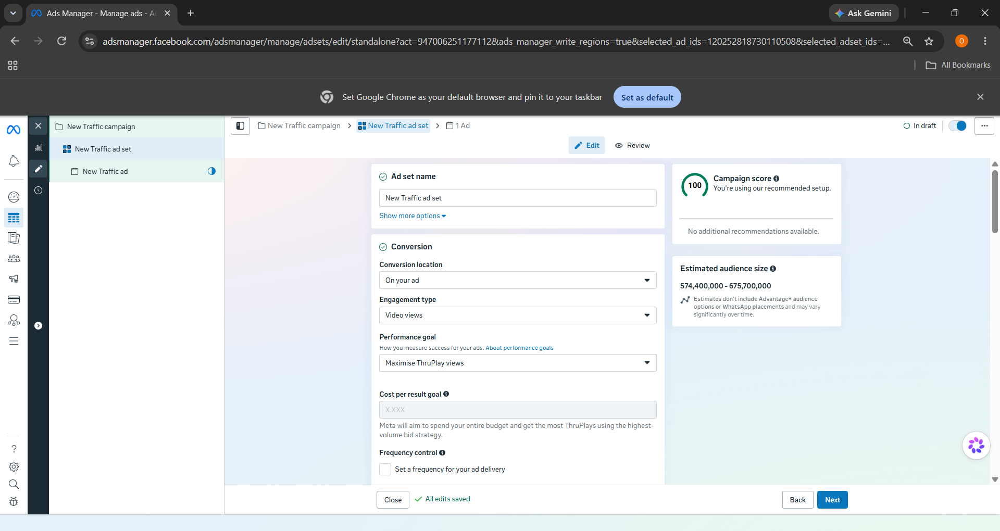 Ads Manager - Manage ads - Ad
Ask Gemini
adsmanager.facebook.com/adsmanager/manage/adsets/edit/standalone?act=947006251177112&ads_manager_write_regions=true&selected_ad_ids=120252818730110508&selected_adset_ids=...
O
All Bookmarks
Set Google Chrome as your default browser and pin it to your taskbar
Set as default
New Traffic campaign
New Traffic ad set
New Traffic ad
New Traffic campaign
New Traffic ad set
1 Ad
In draft
Edit
Review
Ad set name
New Traffic ad set
Show more options
Conversion
Conversion location
On your ad
Engagement type
Video views
Performance goal
How you measure success for your ads. About performance goals
Maximise ThruPlay views
Cost per result goal
X.XXX
Meta will aim to spend your entire budget and get the most ThruPlays using the highest-
volume bid strategy.
Frequency control
Set a frequency for your ad delivery
100
Campaign score
You're using our recommended setup.
No additional recommendations available.
Estimated audience size
574,400,000 - 675,700,000
Estimates don't include Advantage+ audience
options or WhatsApp placements and may vary
significantly over time.
Close
All edits saved
Back
Next